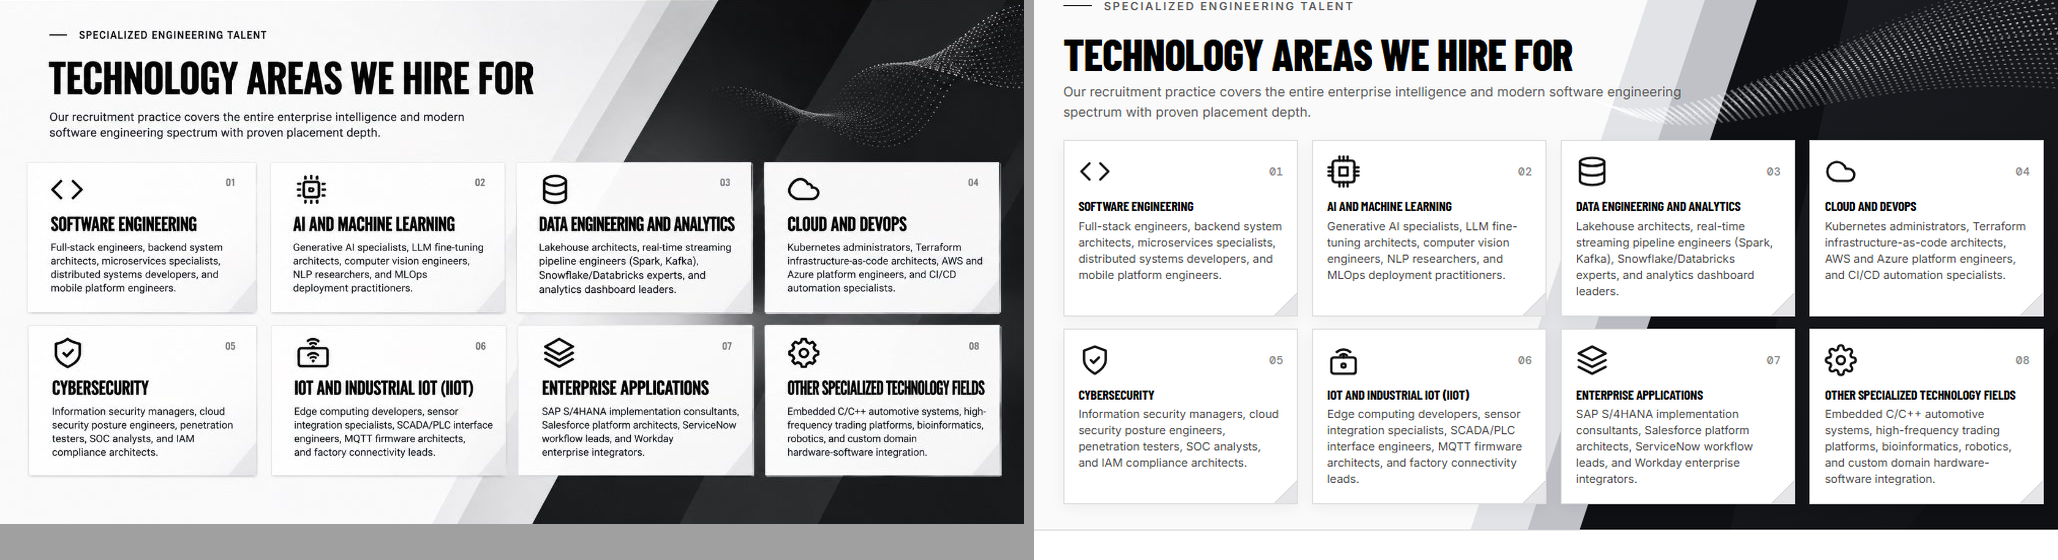 SPECIALIZED ENGINEERING TALENT
TECHNOLOGY AREAS WE HIRE FOR
Our recruitment practice covers the entire enterprise intelligence and modern
software engineering spectrum with proven placement depth.
01
SOFTWARE ENGINEERING
Full-stack engineers, backend system
architects, microservices specialists,
distributed systems developers, and
mobile platform engineers.
02
AI AND MACHINE LEARNING
Generative AI specialists, LLM fine-tuning
architects, computer vision engineers,
NLP researchers, and MLOps
deployment practitioners.
03
DATA ENGINEERING AND ANALYTICS
Lakehouse architects, real-time streaming
pipeline engineers (Spark, Kafka),
Snowflake/Databricks experts, and
analytics dashboard leaders.
04
CLOUD AND DEVOPS
Kubernetes administrators, Terraform
infrastructure-as-code architects, AWS and
Azure platform engineers, and CI/CD
automation specialists.
05
CYBERSECURITY
Information security managers, cloud
security posture engineers, penetration
testers, SOC analysts, and IAM
compliance architects.
06
IOT AND INDUSTRIAL IOT (IIOT)
Edge computing developers, sensor
integration specialists, SCADA/PLC interface
engineers, MQTT firmware architects,
and factory connectivity leads.
07
ENTERPRISE APPLICATIONS
SAP S/4HANA implementation consultants,
Salesforce platform architects, ServiceNow
workflow leads, and Workday
enterprise integrators.
08
OTHER SPECIALIZED TECHNOLOGY FIELDS
Embedded C/C++ automotive systems, high-
frequency trading platforms, bioinformatics,
robotics, and custom domain
hardware-software integration.
SPECIALIZED ENGINEERING TALENT
TECHNOLOGY AREAS WE HIRE FOR
Our recruitment practice covers the entire enterprise intelligence and modern software engineering
spectrum with proven placement depth.
01
SOFTWARE ENGINEERING
Full-stack engineers, backend system
architects, microservices specialists,
distributed systems developers, and
mobile platform engineers.
02
AI AND MACHINE LEARNING
Generative AI specialists, LLM fine-
tuning architects, computer vision
engineers, NLP researchers, and
MLOps deployment practitioners.
03
DATA ENGINEERING AND ANALYTICS
Lakehouse architects, real-time
streaming pipeline engineers (Spark,
Kafka), Snowflake/Databricks
experts, and analytics dashboard
leaders.
04
CLOUD AND DEVOPS
Kubernetes administrators, Terraform
infrastructure-as-code architects,
AWS and Azure platform engineers,
and CI/CD automation specialists.
05
CYBERSECURITY
Information security managers, cloud
security posture engineers,
penetration testers, SOC analysts,
and IAM compliance architects.
06
IOT AND INDUSTRIAL IOT (IIOT)
Edge computing developers, sensor
integration specialists, SCADA/PLC
interface engineers, MQTT firmware
architects, and factory connectivity
leads.
07
ENTERPRISE APPLICATIONS
SAP S/4HANA implementation
consultants, Salesforce platform
architects, ServiceNow workflow
leads, and Workday enterprise
integrators.
08
OTHER SPECIALIZED TECHNOLOGY FIELDS
Embedded C/C++ automotive
systems, high-frequency trading
platforms, bioinformatics, robotics,
and custom domain hardware-
software integration.